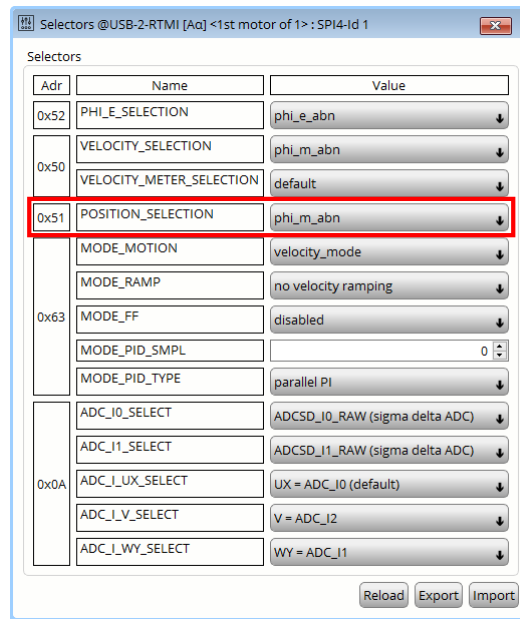 Selectors @USB-2-RTMI [Aα] <1st motor of 1> : SPI4-Id 1
Selectors
Adr Name Value
0x52 PHI_E_SELECTION phi_e_abn
0x50 VELOCITY_SELECTION phi_m_abn
VELOCITY_METER_SELECTION default
0x51 POSITION_SELECTION phi_m_abn
0x63 MODE_MOTION velocity_mode
MODE_RAMP no velocity ramping
MODE_FF disabled
MODE_PID_SMPL 0
MODE_PID_TYPE parallel PI
0x0A ADC_I0_SELECT ADCSD_I0_RAW (sigma delta ADC)
ADC_I1_SELECT ADCSD_I1_RAW (sigma delta ADC)
ADC_I_UX_SELECT UX = ADC_I0 (default)
ADC_I_V_SELECT V = ADC_I2
ADC_I_WY_SELECT WY = ADC_I1
Reload Export Import